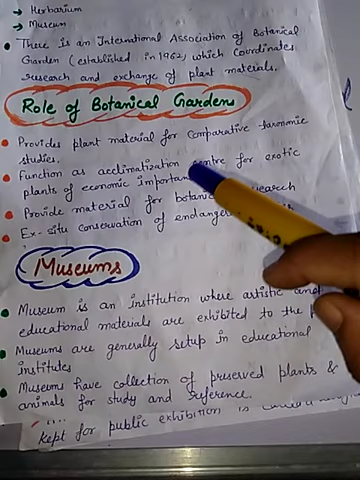 → Herbarium
→ Museum
• There is an International Association of Botanical
Garden (established in 1962) which coordinates
research and exchange of plant materials.
Role of Botanical Gardens
• Provides plant material for comparative taxonomic
studies.
• Function as acclimatization centre for exotic
plants of economic
• Provide material for
• Ex-situ conservation of
Museums
• Museum is an institution where artistic and
educational materials are exhibited to the
• Museums are generally setup in educational
institutes
• Museums have collection of preserved plants &
animals for study and reference.
kept for public exhibition is